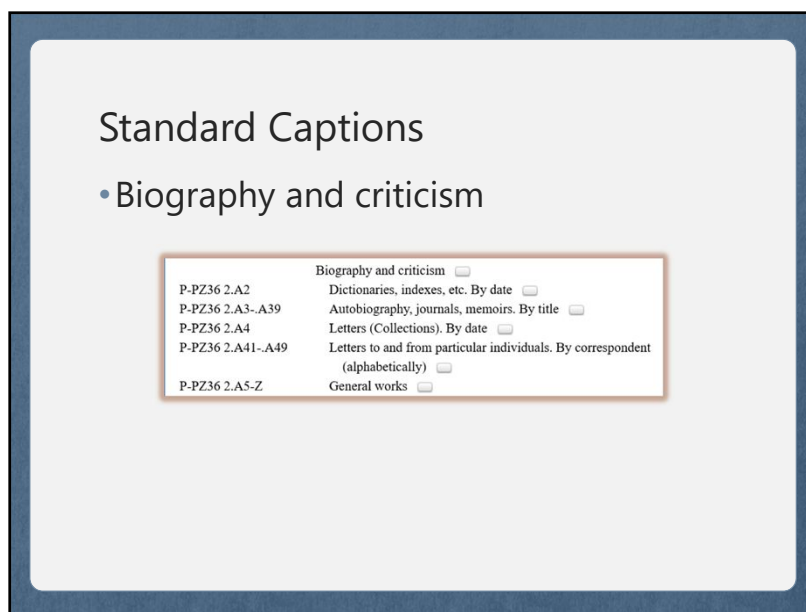 Standard Captions
•Biography and criticism
Biography and criticism
P-PZ36 2.A2 Dictionaries, indexes, etc. By date
P-PZ36 2.A3-.A39 Autobiography, journals, memoirs. By title
P-PZ36 2.A4 Letters (Collections). By date
P-PZ36 2.A41-.A49 Letters to and from particular individuals. By correspondent
(alphabetically)
P-PZ36 2.A5-Z General works